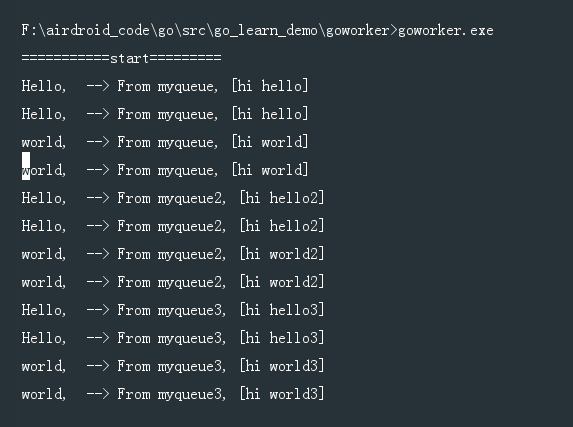 F:\airdroid_code\go\src\go_learn_demo\goworker>goworker.exe
===========start=========
Hello,  --> From myqueue, [hi hello]
Hello,  --> From myqueue, [hi hello]
world,  --> From myqueue, [hi world]
world,  --> From myqueue, [hi world]
Hello,  --> From myqueue2, [hi hello2]
Hello,  --> From myqueue2, [hi hello2]
world,  --> From myqueue2, [hi world2]
world,  --> From myqueue2, [hi world2]
Hello,  --> From myqueue3, [hi hello3]
Hello,  --> From myqueue3, [hi hello3]
world,  --> From myqueue3, [hi world3]
world,  --> From myqueue3, [hi world3]